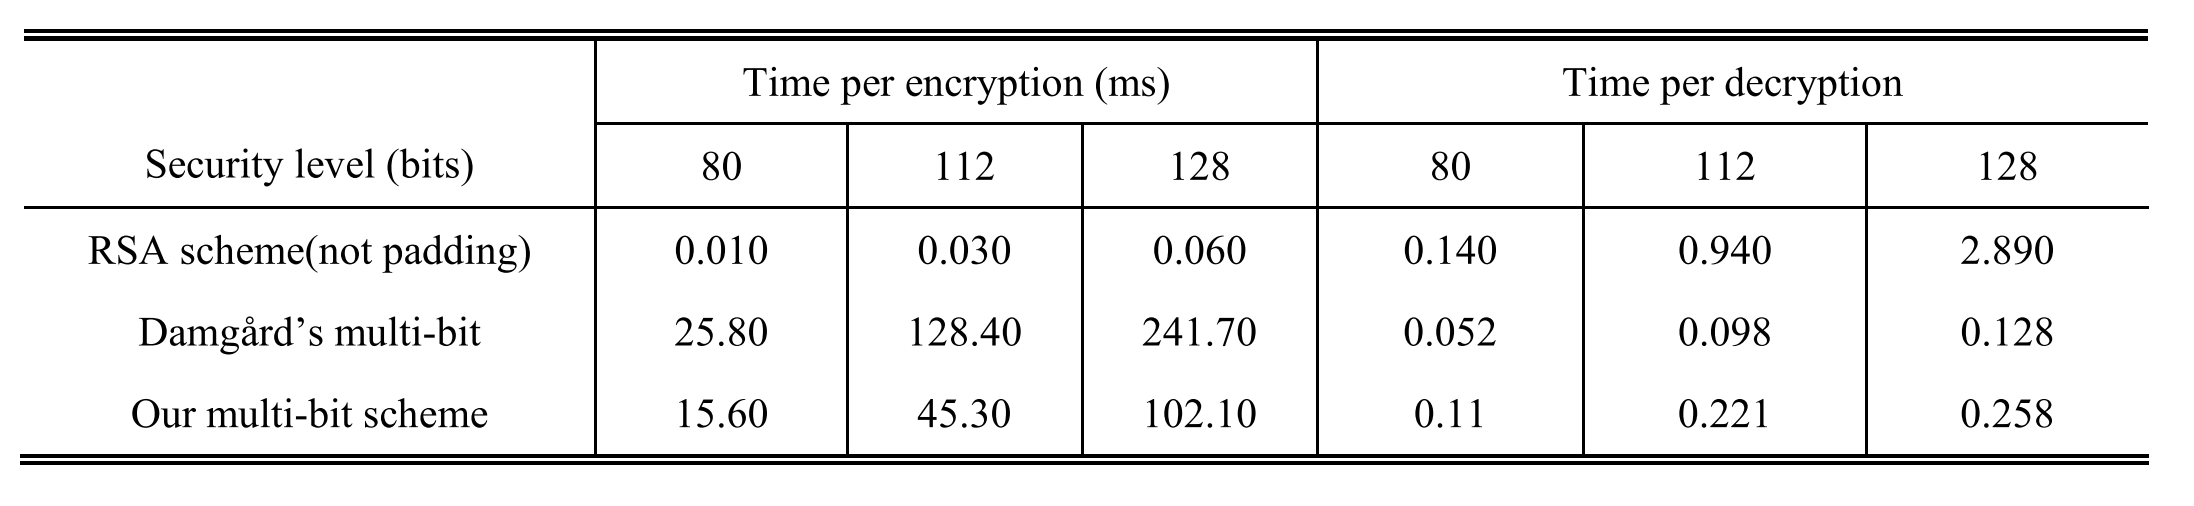 Time per encryption (ms) Time per decryption
Security level (bits) 80 112 128 80 112 128
RSA scheme(not padding) 0.010 0.030 0.060 0.140 0.940 2.890
Damgård’s multi-bit 25.80 128.40 241.70 0.052 0.098 0.128
Our multi-bit scheme 15.60 45.30 102.10 0.11 0.221 0.258